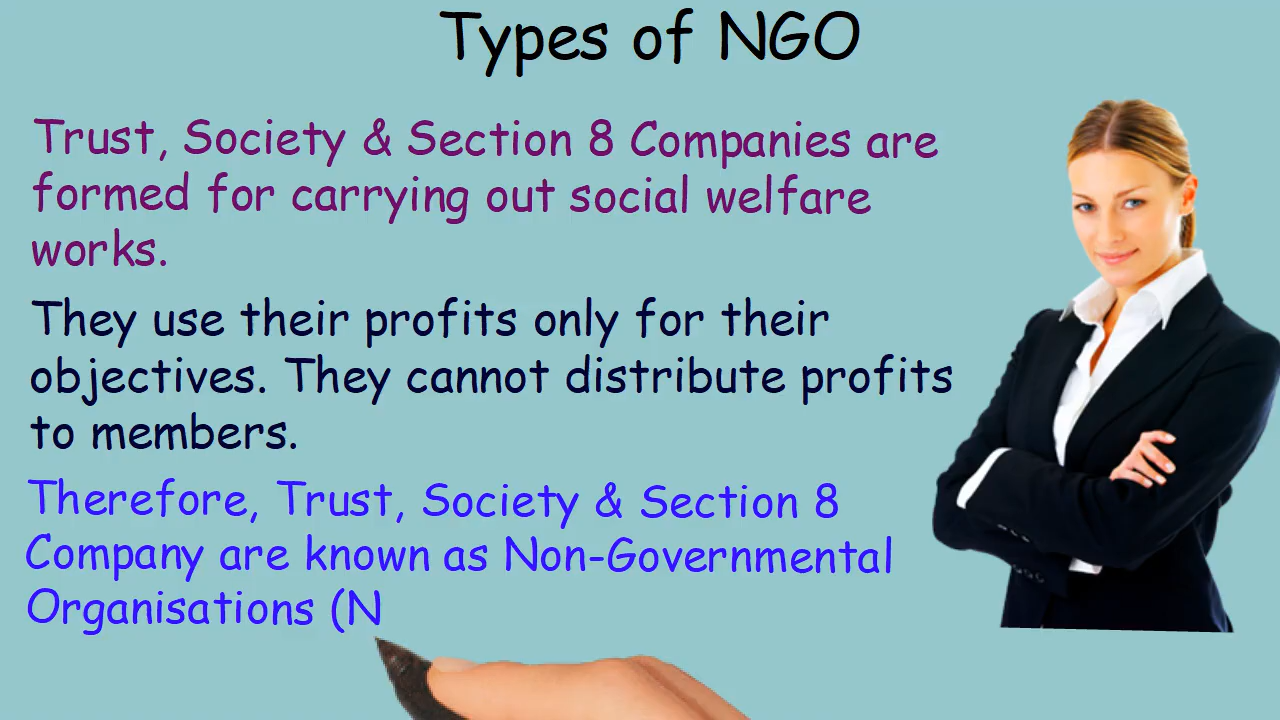 Types of NGO
Trust, Society & Section 8 Companies are
formed for carrying out social welfare
works.
They use their profits only for their
objectives. They cannot distribute profits
to members.
Therefore, Trust, Society & Section 8
Company are known as Non-Governmental
Organisations (N